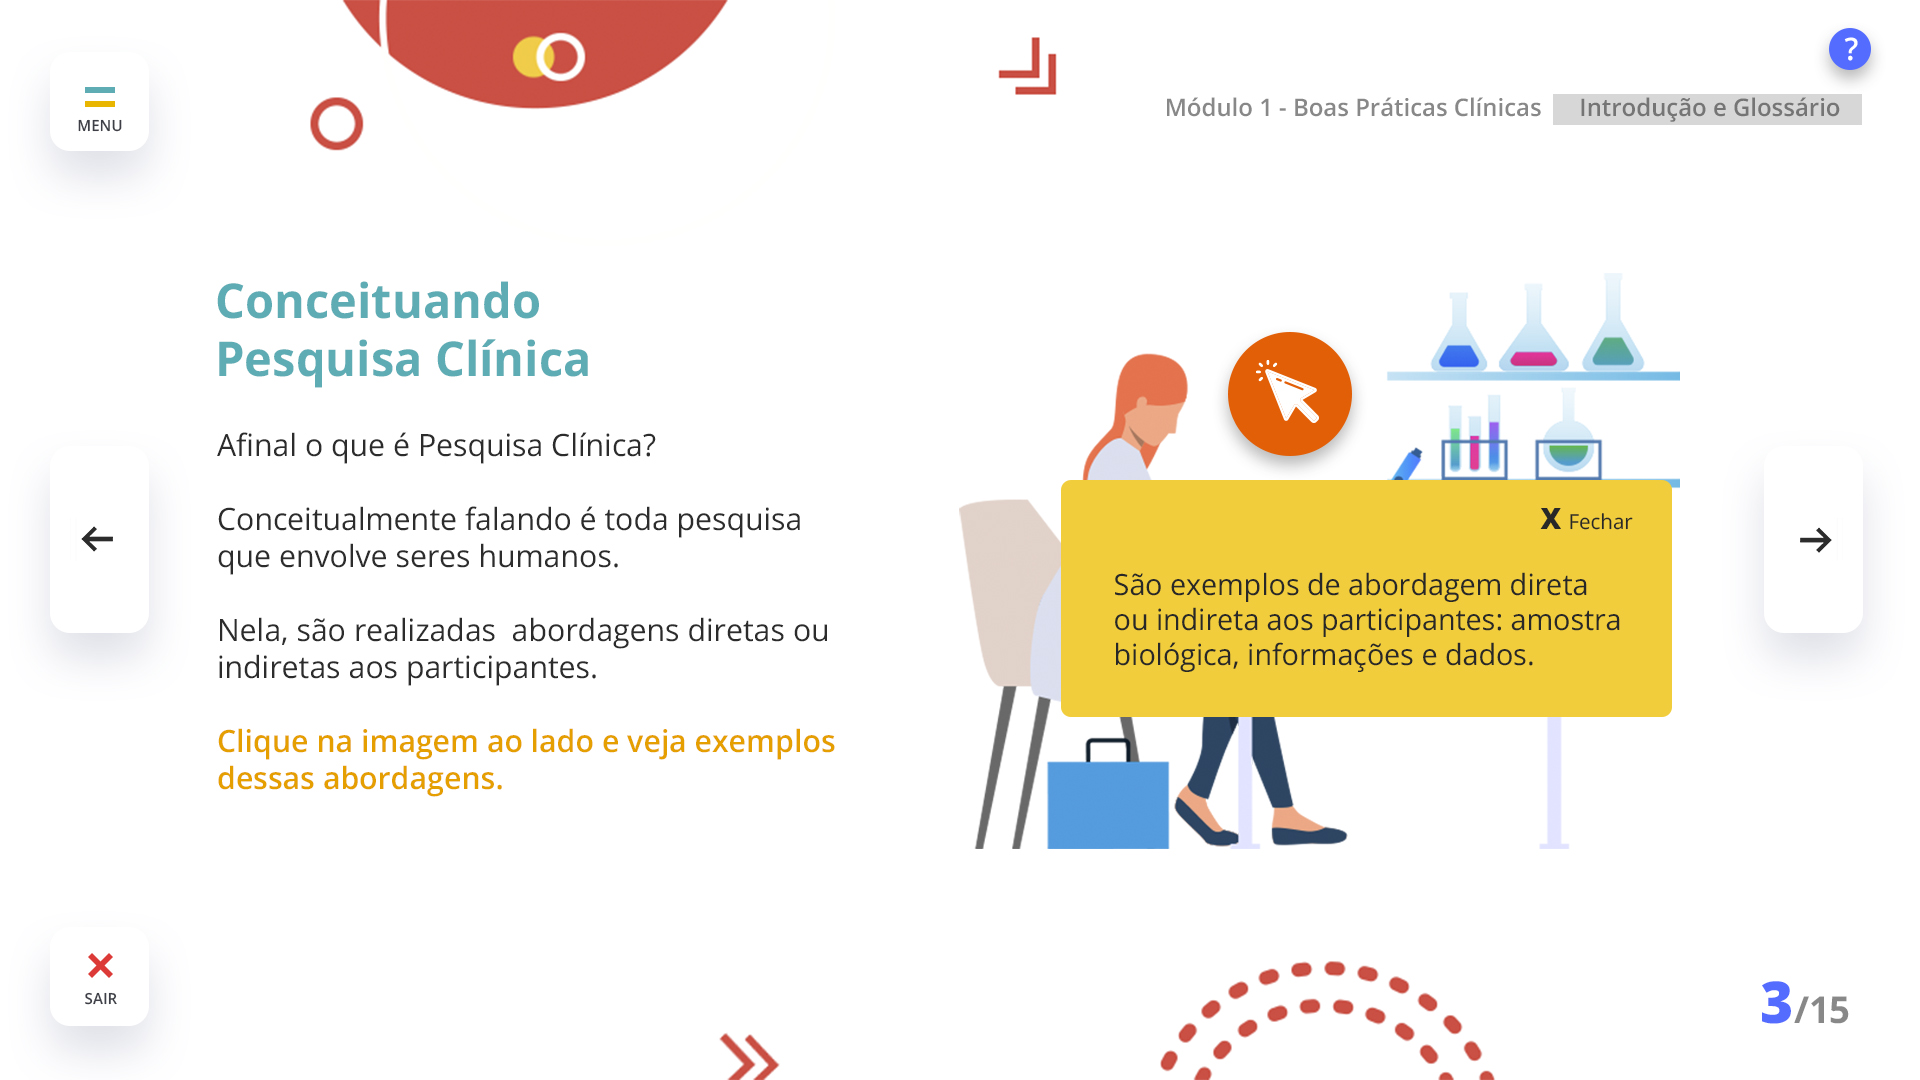 MENU
?
Módulo 1 - Boas Práticas Clínicas Introdução e Glossário
Conceituando
Pesquisa Clínica
Afinal o que é Pesquisa Clínica?
Conceitualmente falando é toda pesquisa
que envolve seres humanos.
Nela, são realizadas abordagens diretas ou
indiretas aos participantes.
Clique na imagem ao lado e veja exemplos
dessas abordagens.
X Fechar
São exemplos de abordagem direta
ou indireta aos participantes: amostra
biológica, informações e dados.
SAIR
3/15